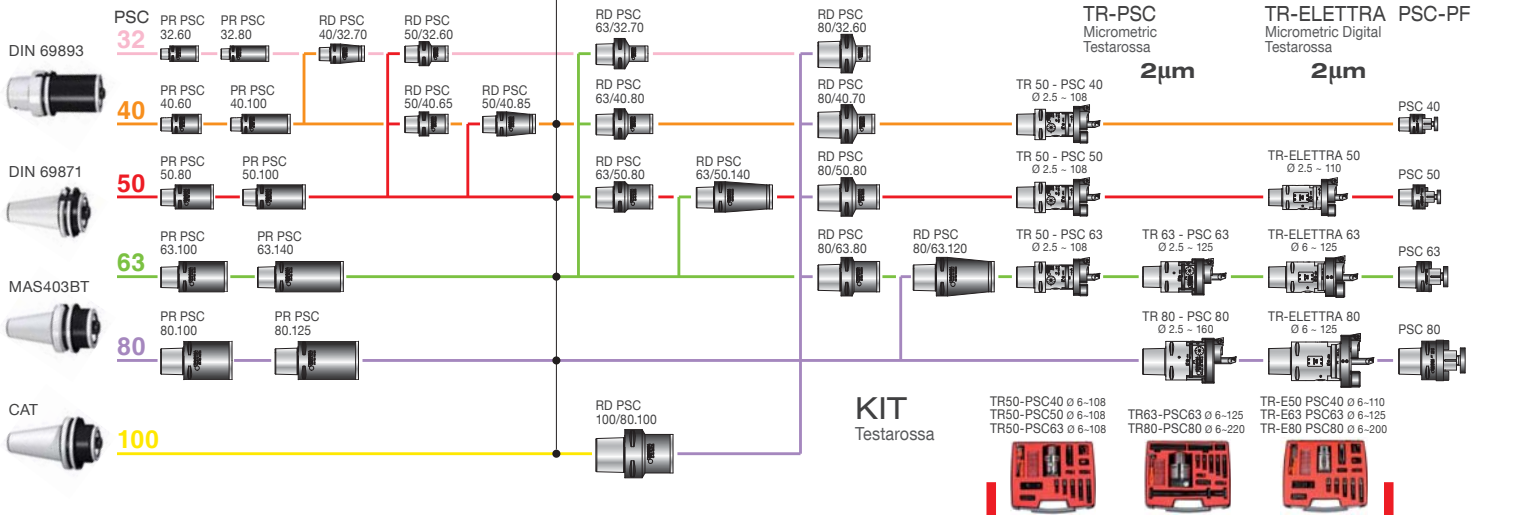 PSC
DIN 69893
DIN 69871
MAS403BT
CAT
32
PR PSC
32.60
PR PSC
32.80
RD PSC
40/32.70
RD PSC
50/32.60
RD PSC
63/32.70
RD PSC
80/32.60
40
PR PSC
40.60
PR PSC
40.100
RD PSC
50/40.65
RD PSC
50/40.85
RD PSC
63/40.80
RD PSC
80/40.70
50
PR PSC
50.80
PR PSC
50.100
RD PSC
63/50.80
RD PSC
63/50.140
RD PSC
80/50.80
63
PR PSC
63.100
PR PSC
63.140
RD PSC
80/63.80
RD PSC
80/63.120
80
PR PSC
80.100
PR PSC
80.125
100
RD PSC
100/80.100
TR-PSC
Micrometric
Testarossa
2µm
TR-ELETTRA
Micrometric Digital
Testarossa
2µm
PSC-PF
TR 50 - PSC 40
Ø 2.5 ~ 108
PSC 40
TR 50 - PSC 50
Ø 2.5 ~ 108
TR-ELETTRA 50
Ø 2.5 ~ 110
PSC 50
TR 50 - PSC 63
Ø 2.5 ~ 108
TR 63 - PSC 63
Ø 2.5 ~ 125
TR-ELETTRA 63
Ø 6 ~ 125
PSC 63
TR 80 - PSC 80
Ø 2.5 ~ 160
TR-ELETTRA 80
Ø 6 ~ 125
PSC 80
KIT
Testarossa
TR50-PSC40 Ø 6~108
TR50-PSC50 Ø 6~108
TR50-PSC63 Ø 6~108
TR63-PSC63 Ø 6~125
TR80-PSC80 Ø 6~220
TR-E50 PSC40 Ø 6~110
TR-E63 PSC63 Ø 6~125
TR-E80 PSC80 Ø 6~200